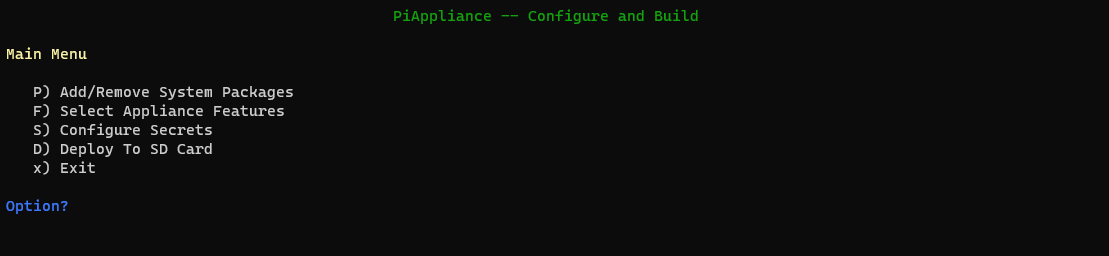 PiAppliance -- Configure and Build
Main Menu
P) Add/Remove System Packages
F) Select Appliance Features
S) Configure Secrets
D) Deploy To SD Card
x) Exit
Option?